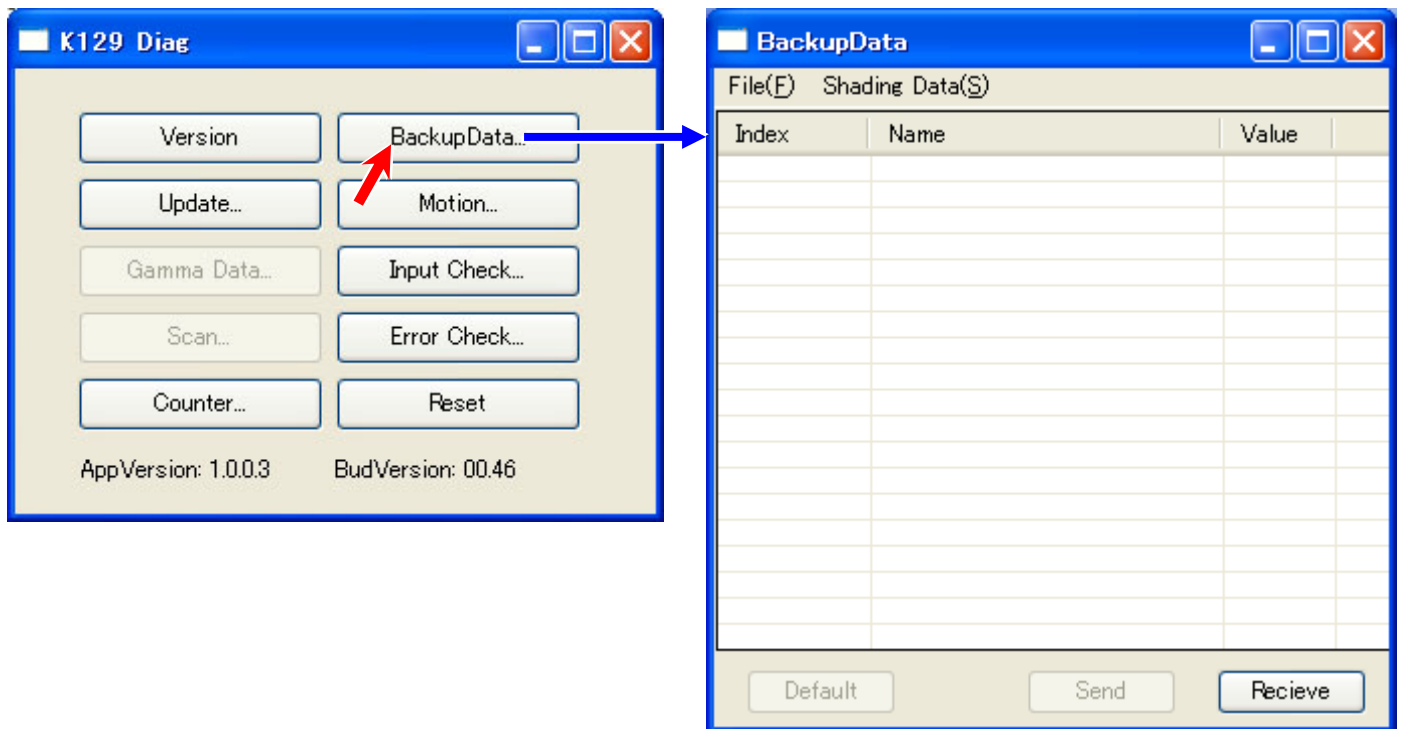 K129 Diag
Version
BackupData...
Update...
Motion...
Gamma Data...
Input Check...
Scan...
Error Check...
Counter...
Reset
AppVersion: 1.0.0.3
BudVersion: 00.46
BackupData
File(F) Shading Data(S)
Index Name Value
Default Send Recieve